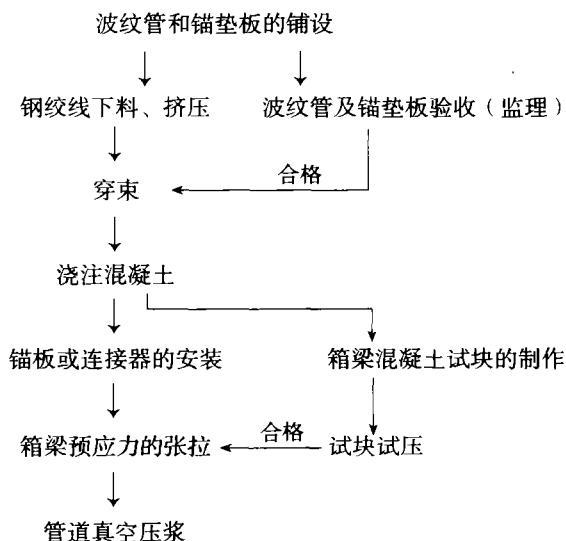 波纹管和锚垫板的铺设
钢绞线下料、挤压 波纹管及锚垫板验收（监理）
合格
穿束
浇注混凝土
锚板或连接器的安装 箱梁混凝土试块的制作
箱梁预应力的张拉 合格 试块试压
管道真空压浆